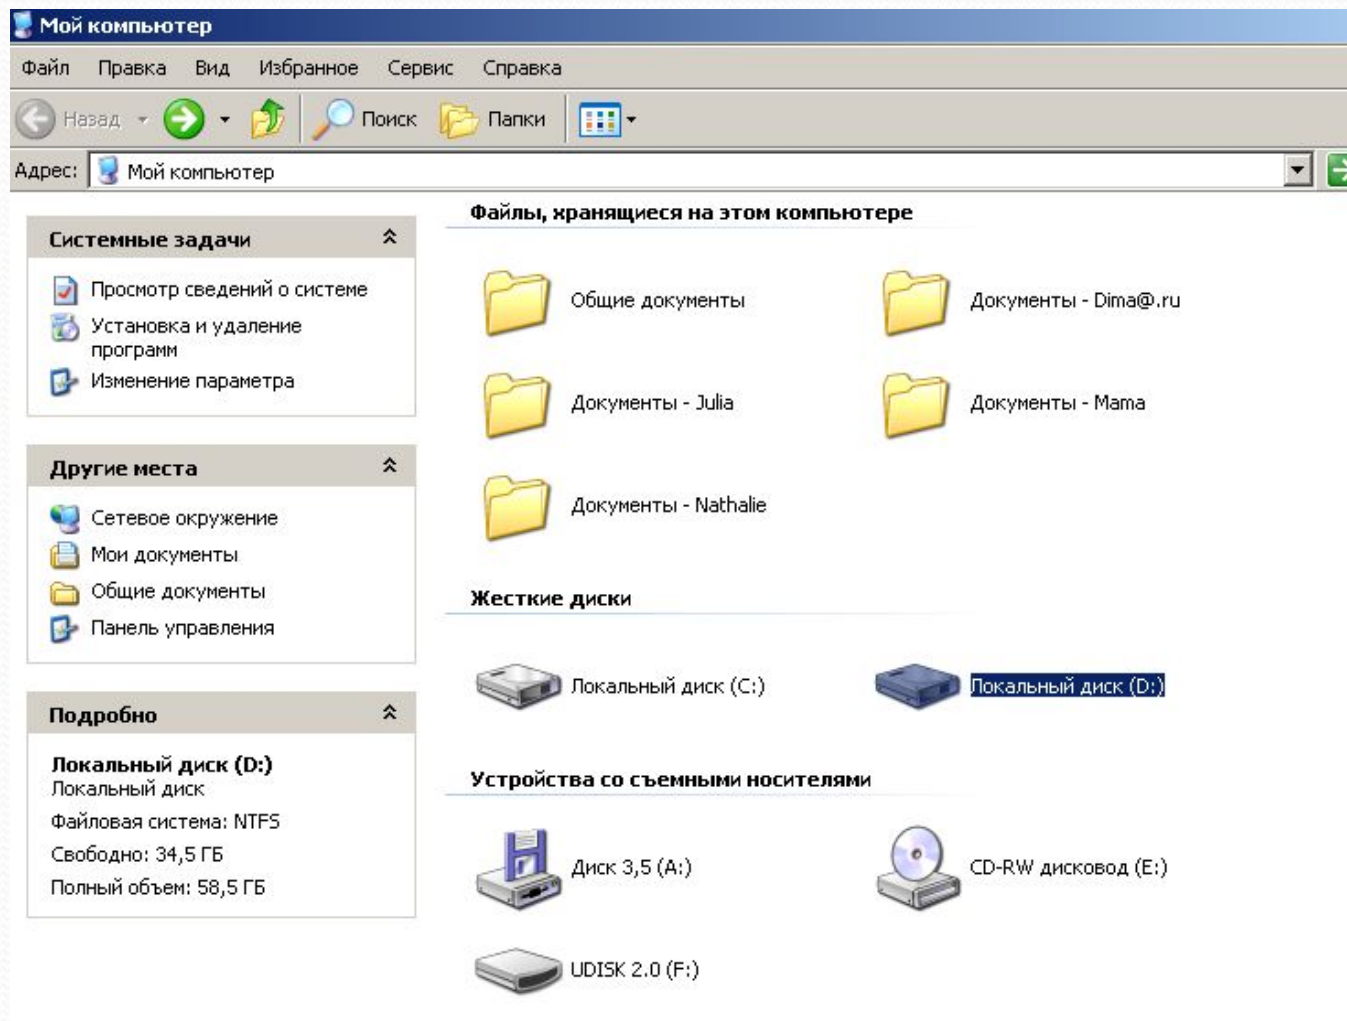 Мой компьютер
Файл Правка Вид Избранное Сервис Справка
Назад Поиск Папки
Адрес: Мой компьютер
Системные задачи
Просмотр сведений о системе
Установка и удаление
программ
Изменение параметра
Другие места
Сетевое окружение
Мои документы
Общие документы
Панель управления
Подробно
Локальный диск (D:)
Локальный диск
Файловая система: NTFS
Свободно: 34,5 ГБ
Полный объем: 58,5 ГБ
Файлы, хранящиеся на этом компьютере
Общие документы
Документы - Dima@.ru
Документы - Julia
Документы - Mama
Документы - Nathalie
Жесткие диски
Локальный диск (C:)
Локальный диск (D:)
Устройства со съемными носителями
Диск 3,5 (A:)
CD-RW дисковод (E:)
UDISK 2.0 (F:)